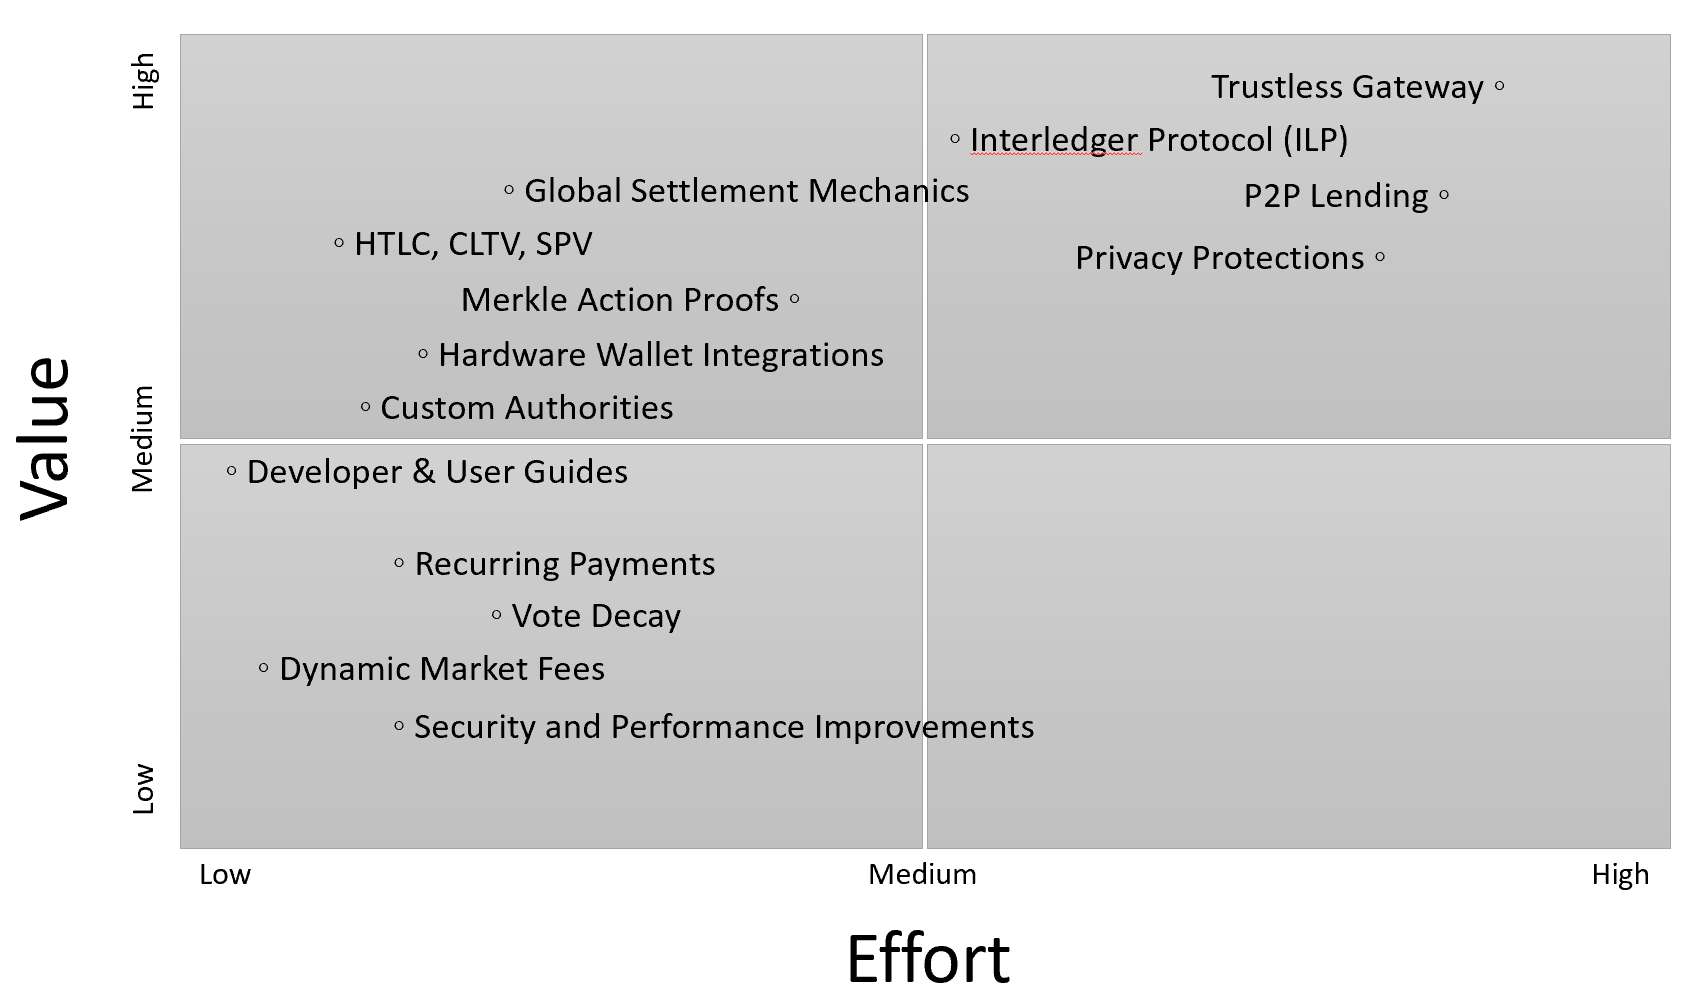 High
Trustless Gateway
Interledger Protocol (ILP)
Global Settlement Mechanics
P2P Lending
HTLC, CLTV, SPV
Privacy Protections
Merkle Action Proofs
Hardware Wallet Integrations
Custom Authorities
Value
Medium
Developer & User Guides
Recurring Payments
Vote Decay
Dynamic Market Fees
Security and Performance Improvements
Low
Low
Medium
High
Effort